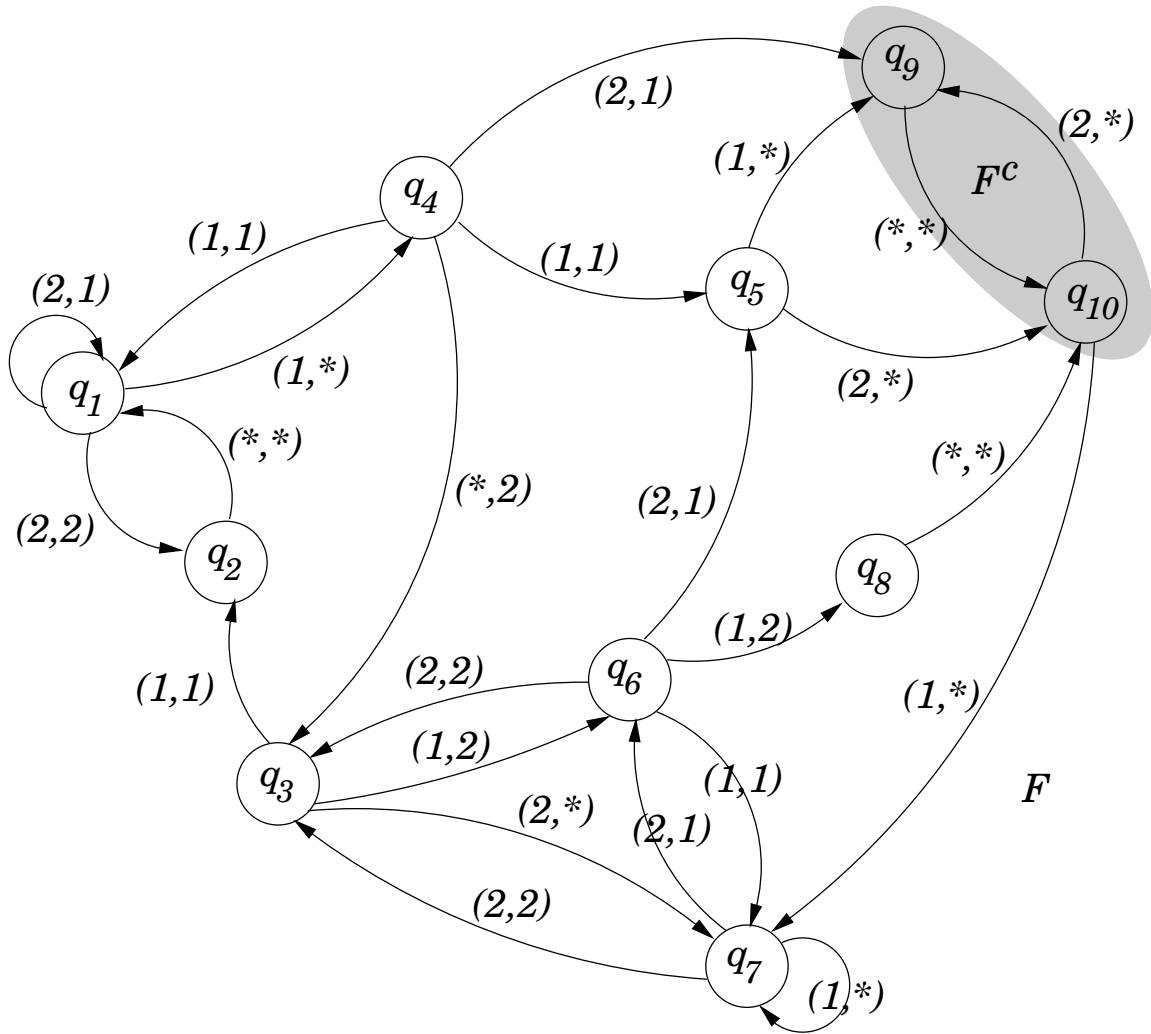 q9
(2,1)
(2,*)
(1,*)
F^c
q4
(1,1)
(*,*)
(1,1)
(2,1)
q5
q10
(1,*)
(2,*)
q1
(*,*)
(*,*)
(*,2)
(2,1)
(2,2)
q2
q8
(1,2)
(2,2)
q6
(1,1)
(1,*)
(1,2)
(1,1)
q3
F
(2,*)
(2,1)
(2,2)
q7
(1,*)